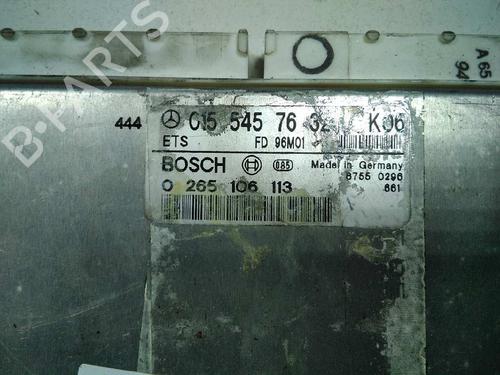 A 65
94
444 015 545 76 32 K06
ETS FD 96M01
BOSCH 085 Made in Germany
0 265 106 113 8755 0296
661
B-PARTS